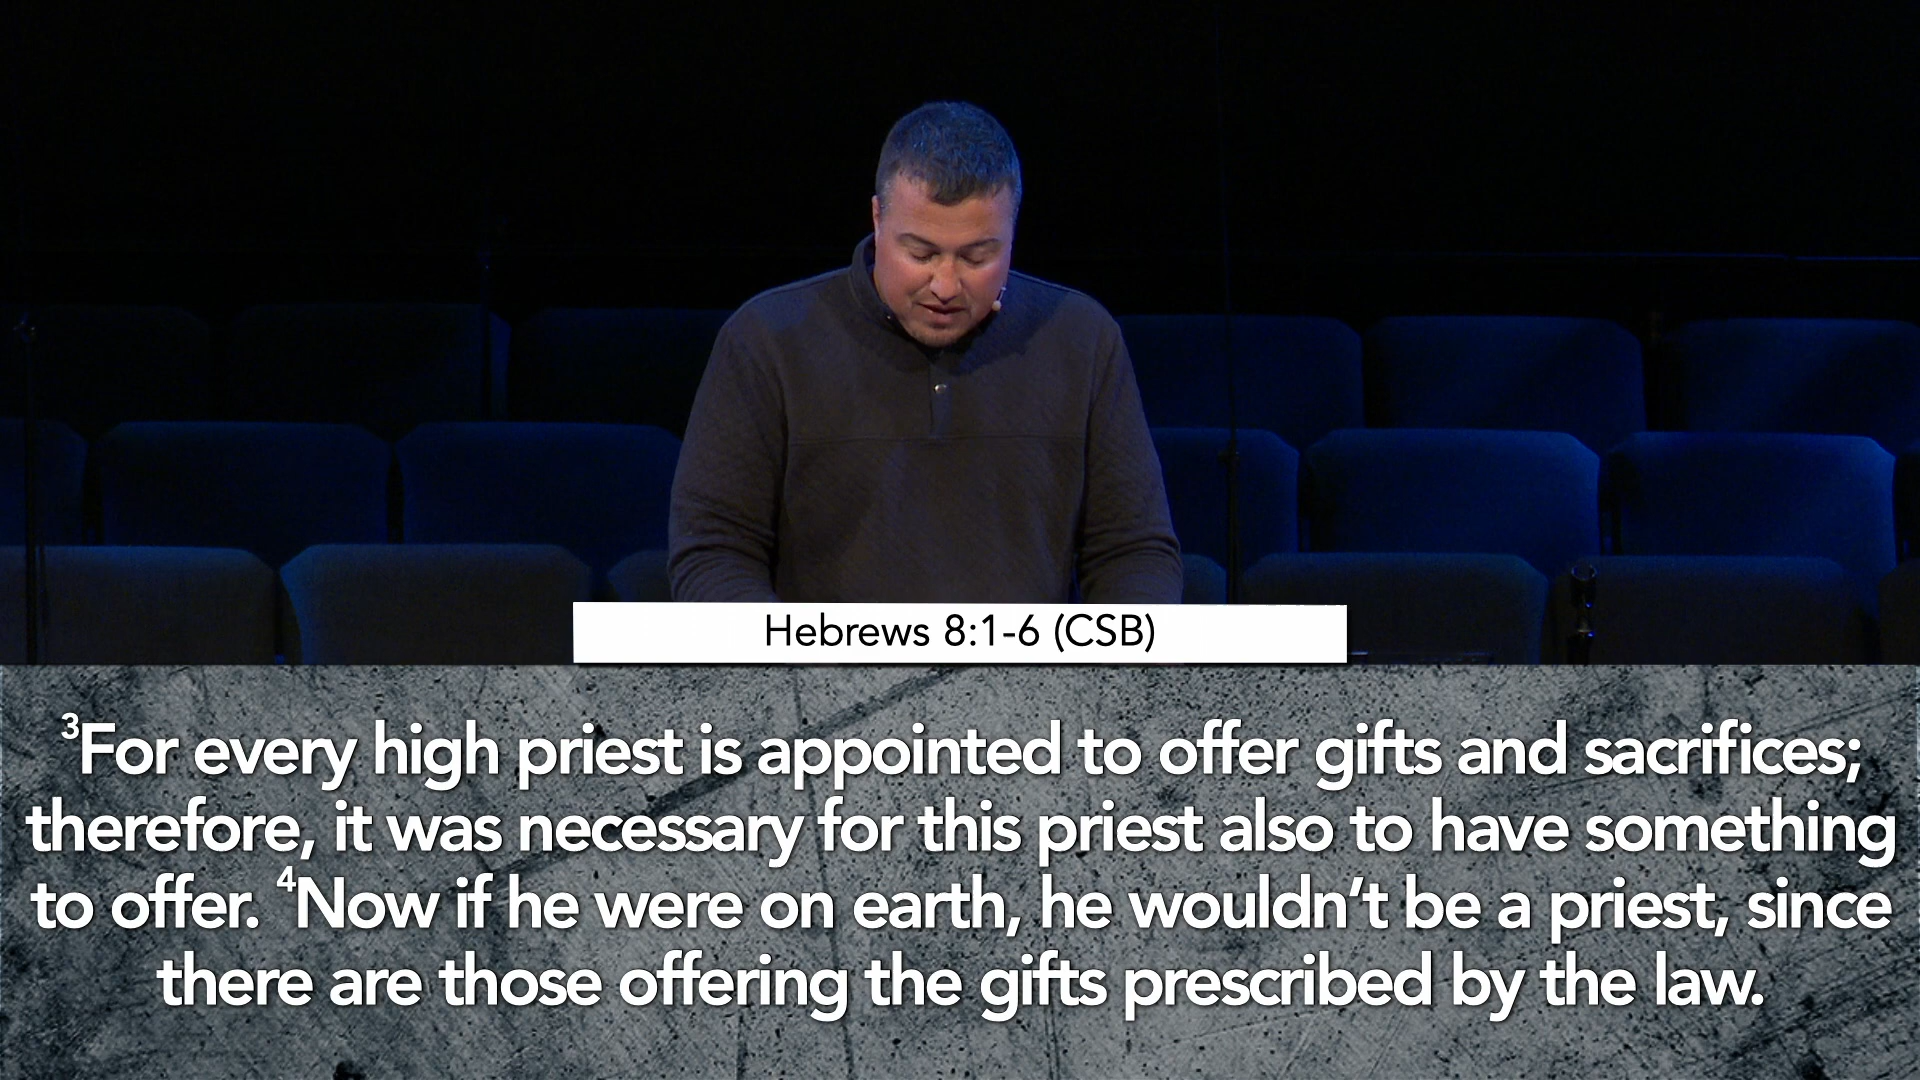 Hebrews 8:1-6 (CSB)
³For every high priest is appointed to offer gifts and sacrifices;
therefore, it was necessary for this priest also to have something
to offer. ⁴Now if he were on earth, he wouldn’t be a priest, since
there are those offering the gifts prescribed by the law.